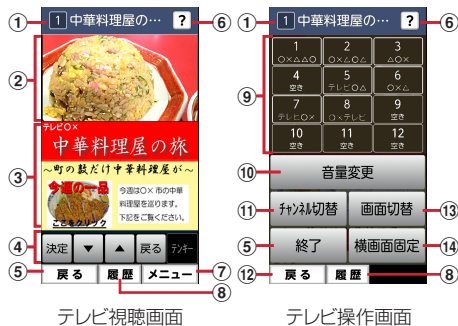 ① 1 中華料理屋の… ? ⑥
②
テレビ○×
中華料理屋の旅
～町の数だけ中華料理屋が～
③
今週の一品
ここをクリック
今週は○×市の中華
料理屋を巡ります。
下記をご覧ください。
④ 決定 ▼ ▲ 戻る テンキー
⑤ 戻る 履歴 メニュー ⑦
⑧
テレビ視聴画面
① 1 中華料理屋の… ? ⑥
⑨
1 2 3
○×△△○ ○×△○△ △○×
4 5 6
空き テレビ○△ ○×△
7 8 9
テレビ○× ○×テレビ 空き
10 11 12
空き 空き 空き
⑩ 音量変更
⑪ チャンネル切替 画面切替 ⑬
⑤ 終了 横画面固定 ⑭
⑫ 戻る 履歴 ⑧
テレビ操作画面